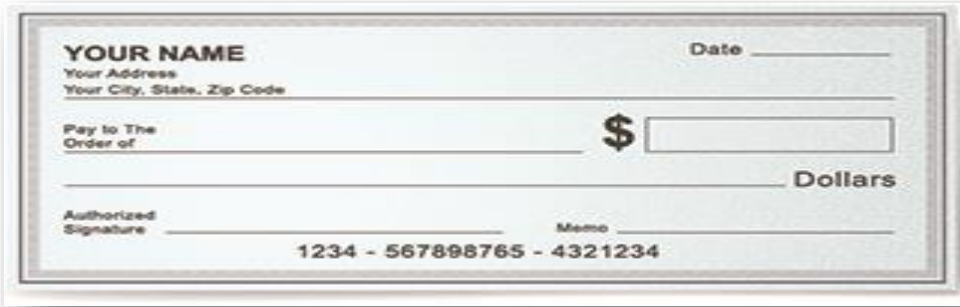 YOUR NAME
Date
Your Address
Your City, State, Zip Code
Pay to The
Order of
$
Dollars
Authorized
Signature
Memo
1234 - 567898765 - 4321234